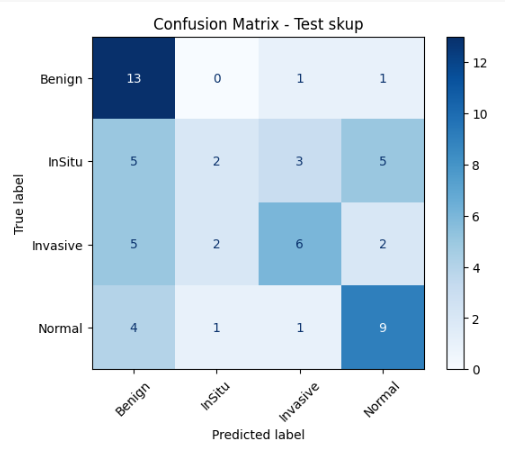 Confusion Matrix - Test skup
Benign 13 0 1 1
InSitu 5 2 3 5
Invasive 5 2 6 2
Normal 4 1 1 9
Benign InSitu Invasive Normal
True label
Predicted label
12
10
8
6
4
2
0